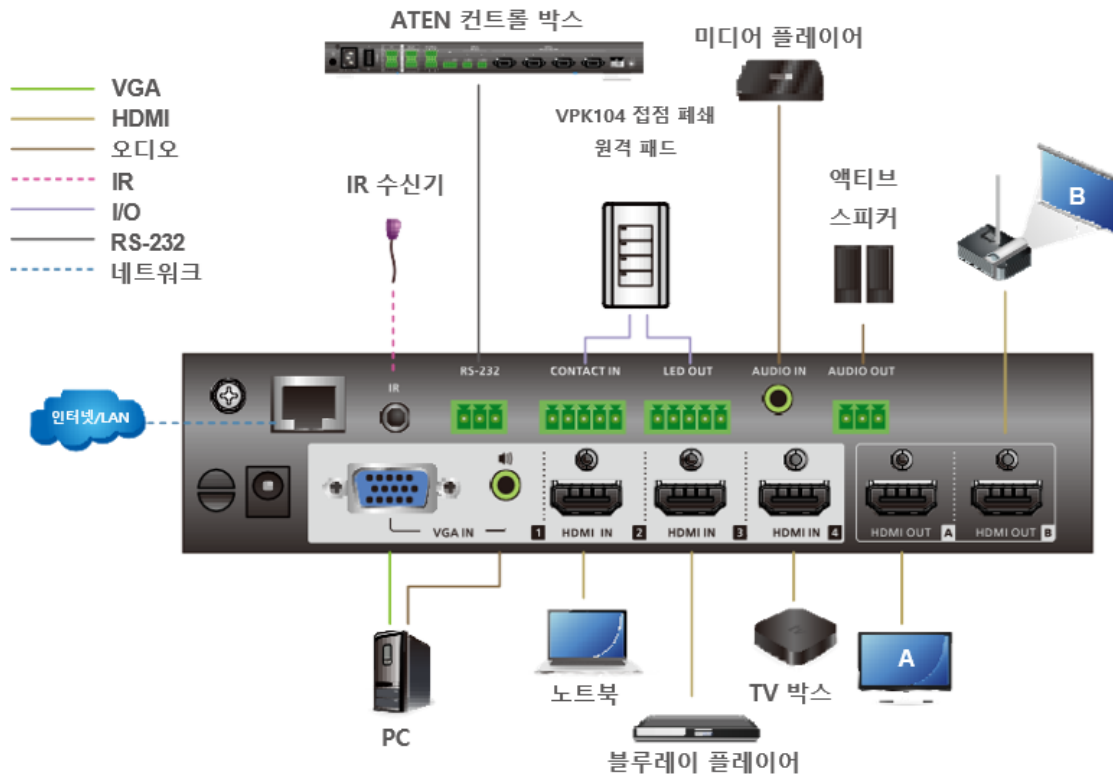 ATEN 컨트롤 박스
미디어 플레이어
VGA
HDMI
오디오
IR
I/O
RS-232
네트워크
VPK104 접점 폐쇄
원격 패드
IR 수신기
액티브
스피커
B
RS-232
CONTACT IN
LED OUT
AUDIO IN
AUDIO OUT
IR
인터넷/LAN
VGA IN
1
HDMI IN
2
HDMI IN
3
HDMI IN
4
HDMI OUT
A
HDMI OUT
B
PC
노트북
블루레이 플레이어
TV 박스
A